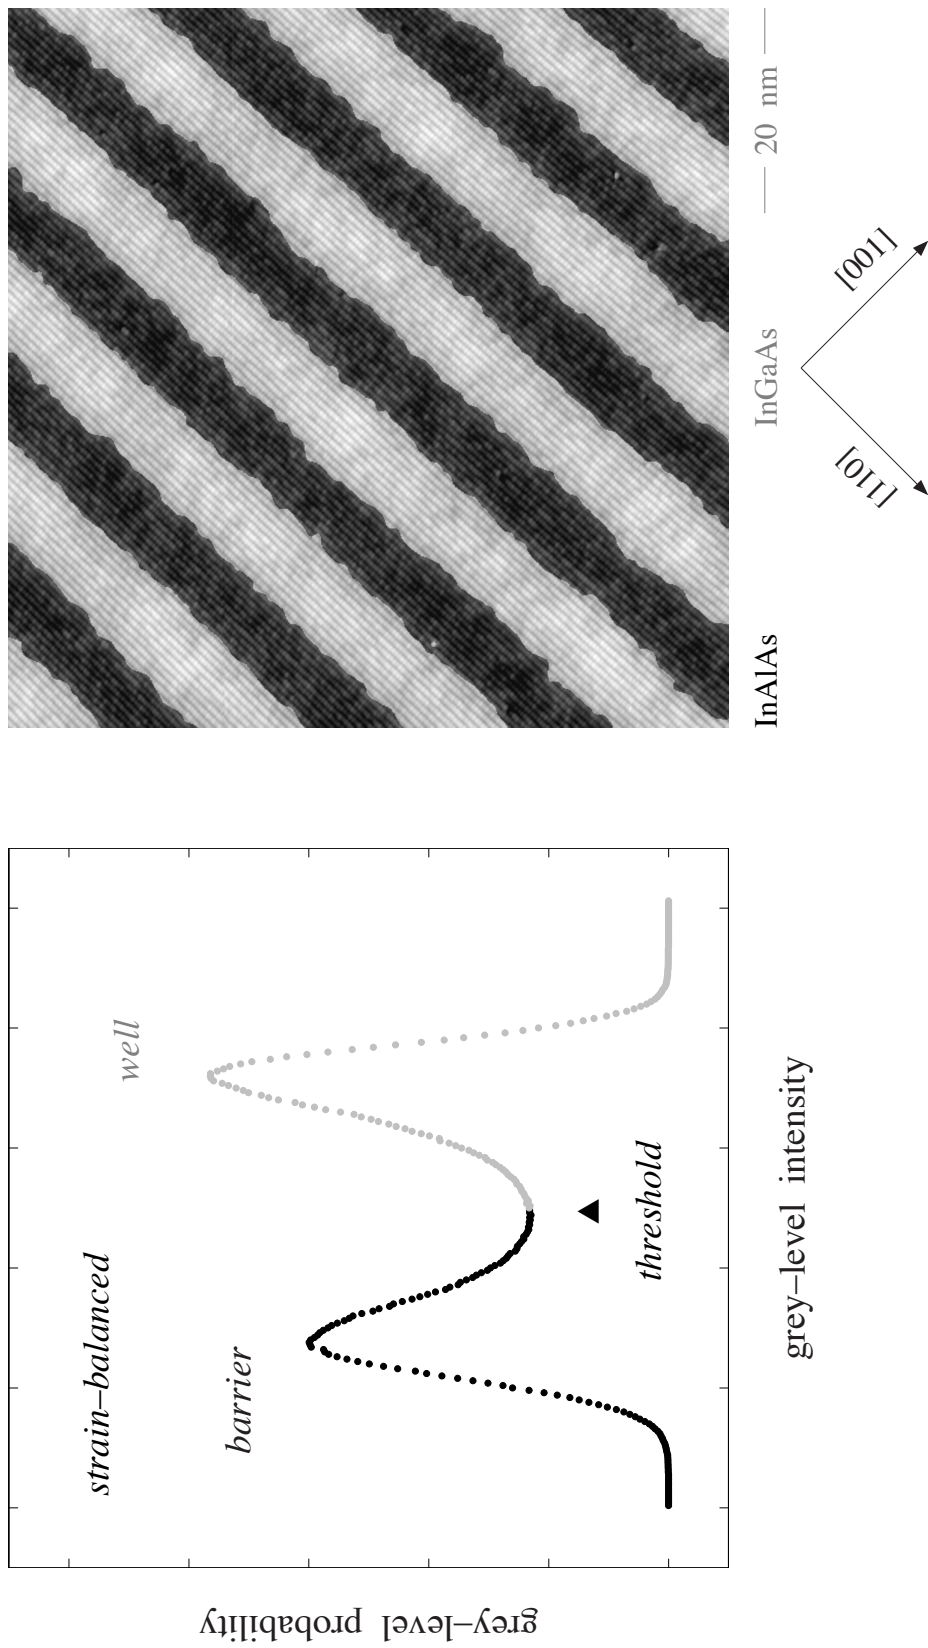 strain–balanced
barrier
well
threshold
grey–level probability
grey–level intensity
InAlAs
InGaAs
20 nm
[110]
[001]